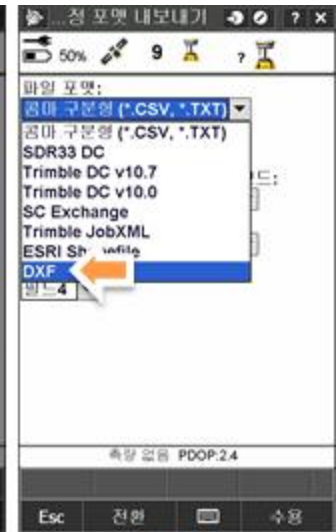 ...정 포맷 내보내기
50%
9
?
파일 포맷:
콤마 구분형 (*.CSV, *.TXT)
콤마 구분형 (*.CSV, *.TXT)
SDR33 DC
Trimble DC v10.7
드:
Trimble DC v10.0
SC Exchange
Trimble JobXML
ESRI Shapefile
DXF
필드4
측량 없음 PDOP:2.4
Esc 전환 수용